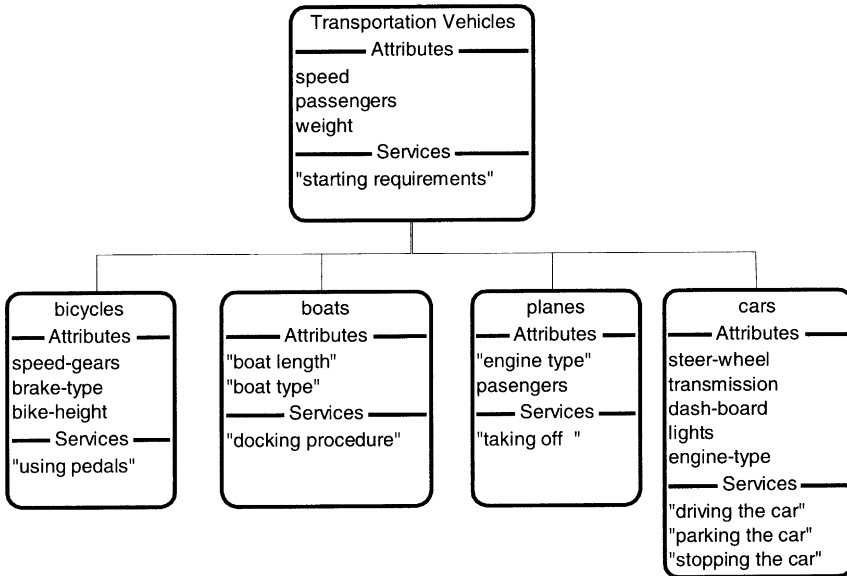 Transportation Vehicles
Attributes
speed
passengers
weight
Services
"starting requirements"
bicycles
Attributes
speed-gears
brake-type
bike-height
Services
"using pedals"
boats
Attributes
"boat length"
"boat type"
Services
"docking procedure"
planes
Attributes
"engine type"
pasengers
Services
"taking off  "
cars
Attributes
steer-wheel
transmission
dash-board
lights
engine-type
Services
"driving the car"
"parking the car"
"stopping the car"